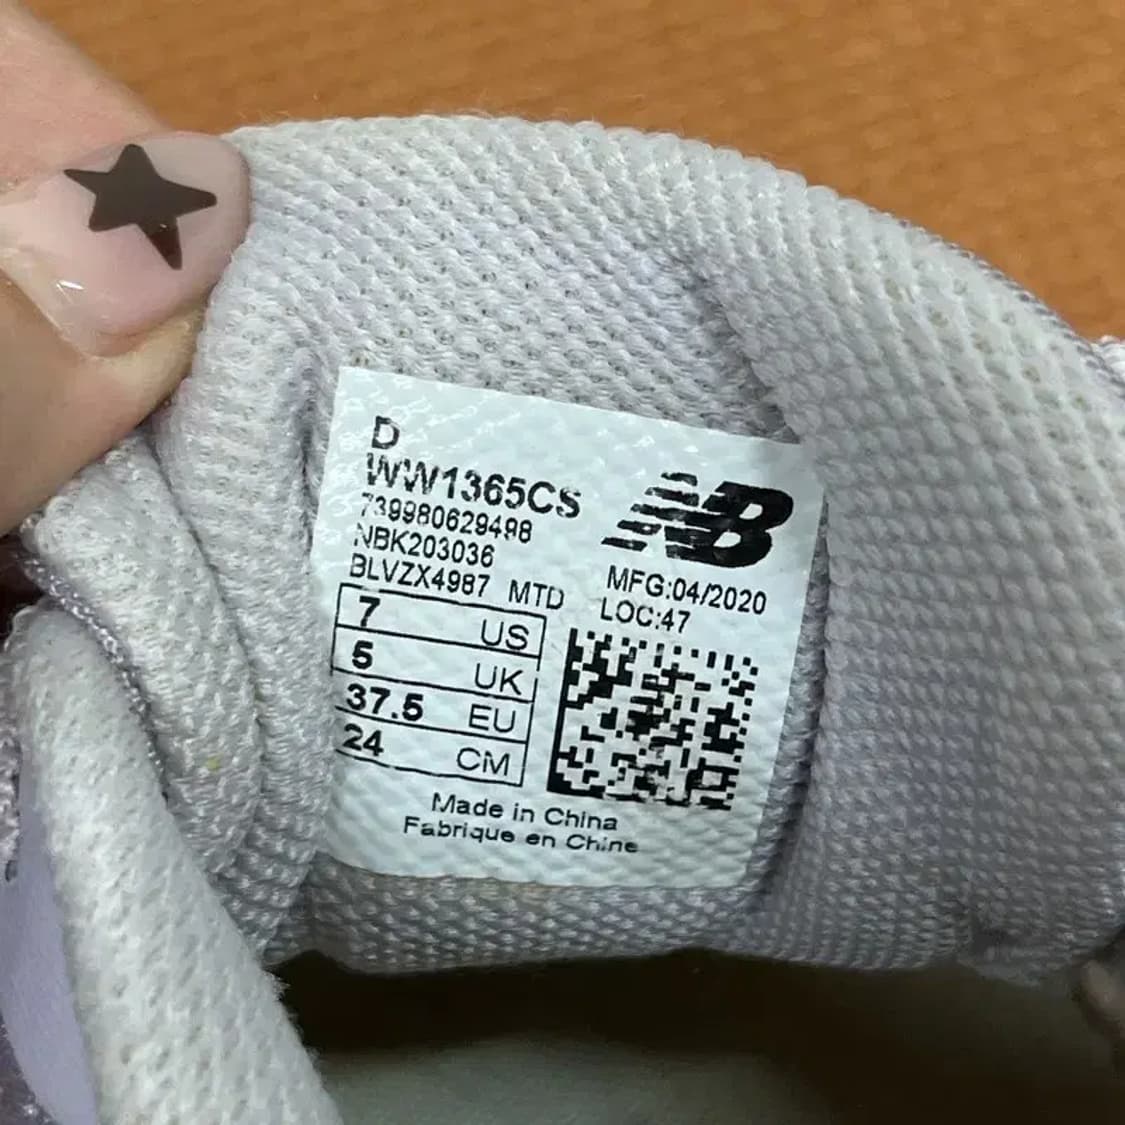 D
WW1365CS
739980629498
NBK203036
BLVZX4987 MTD
7 US
5 UK
37.5 EU
24 CM
NB
MFG:04/2020
LOC:47
Made in China
Fabrique en Chine